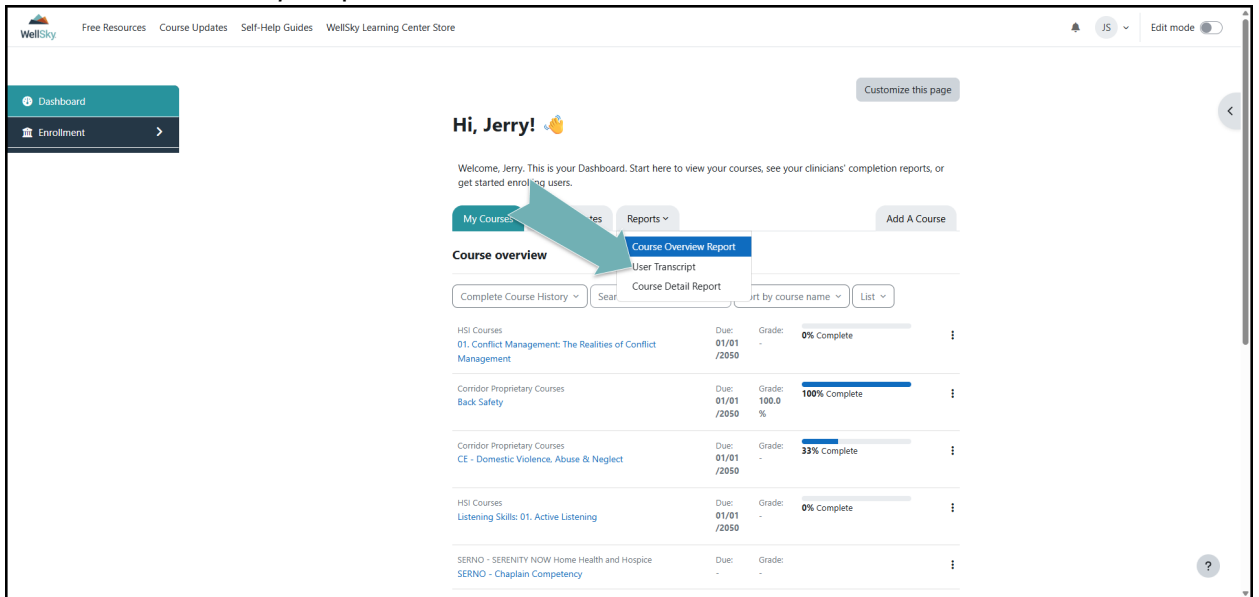 WellSky
Free Resources Course Updates Self-Help Guides WellSky Learning Center Store
JS
Edit mode
Dashboard
Enrollment
Customize this page
Hi, Jerry!
Welcome, Jerry. This is your Dashboard. Start here to view your courses, see your clinicians' completion reports, or
get started enrolling users.
My Courses
Reports
Add A Course
Course overview
Course Overview Report
User Transcript
Course Detail Report
Complete Course History
by course name
List
HSI Courses
01. Conflict Management: The Realities of Conflict
Management
Due:
01/01
/2050
Grade:
-
0% Complete
Corridor Proprietary Courses
Back Safety
Due:
01/01
/2050
Grade:
100.0
%
100% Complete
Corridor Proprietary Courses
CE - Domestic Violence, Abuse & Neglect
Due:
01/01
/2050
Grade:
-
33% Complete
HSI Courses
Listening Skills: 01. Active Listening
Due:
01/01
/2050
Grade:
-
0% Complete
SERNO - SERENITY NOW Home Health and Hospice
SERNO - Chaplain Competency
Due:
-
Grade:
-
?